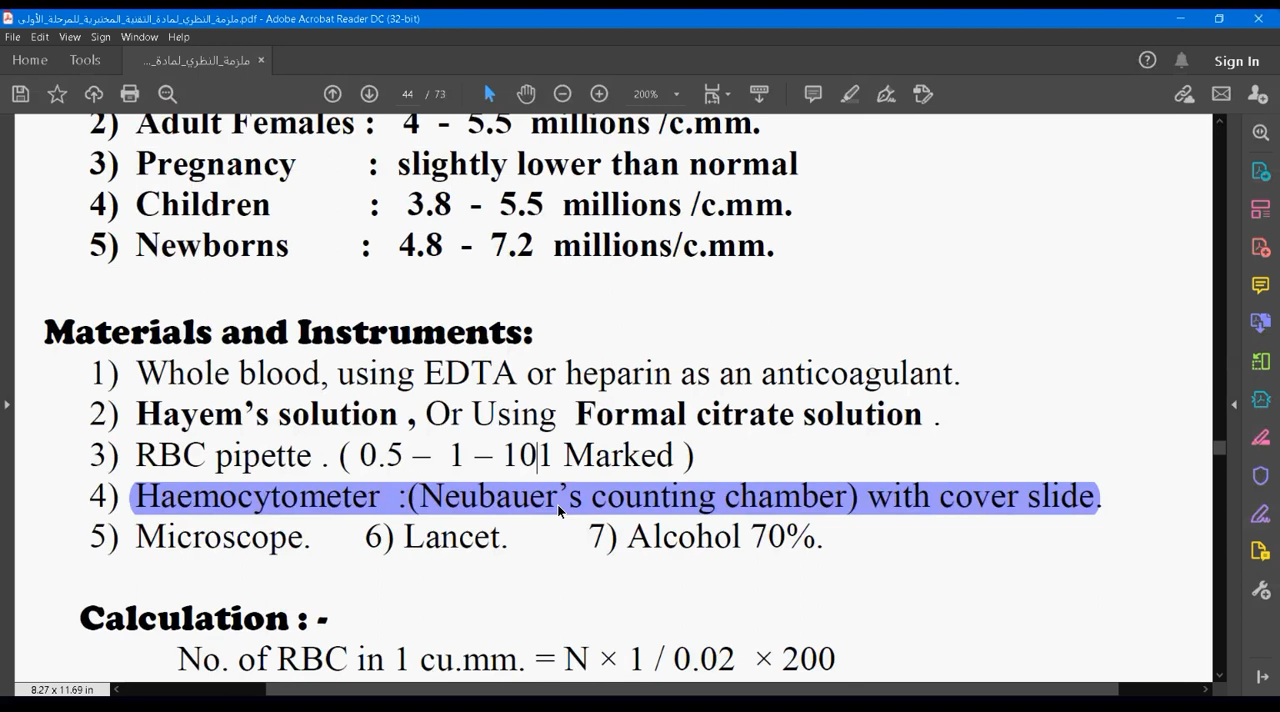 ملزمة_النظري_لمادة_التقنية_المختبرية_للمرحلة_الأولى.pdf - Adobe Acrobat Reader DC (32-bit)
File Edit View Sign Window Help
Home Tools ملزمة_النظري_لمادة_الت... × Sign In
44 / 73 200%
2) Adult Females : 4 - 5.5 millions /c.mm.
3) Pregnancy : slightly lower than normal
4) Children : 3.8 - 5.5 millions /c.mm.
5) Newborns : 4.8 - 7.2 millions/c.mm.
Materials and Instruments:
1) Whole blood, using EDTA or heparin as an anticoagulant.
2) Hayem’s solution , Or Using Formal citrate solution .
3) RBC pipette . ( 0.5 – 1 – 101 Marked )
4) Haemocytometer :(Neubauer’s counting chamber) with cover slide.
5) Microscope. 6) Lancet. 7) Alcohol 70%.
Calculation : -
No. of RBC in 1 cu.mm. = N × 1 / 0.02 × 200
8.27 x 11.69 in